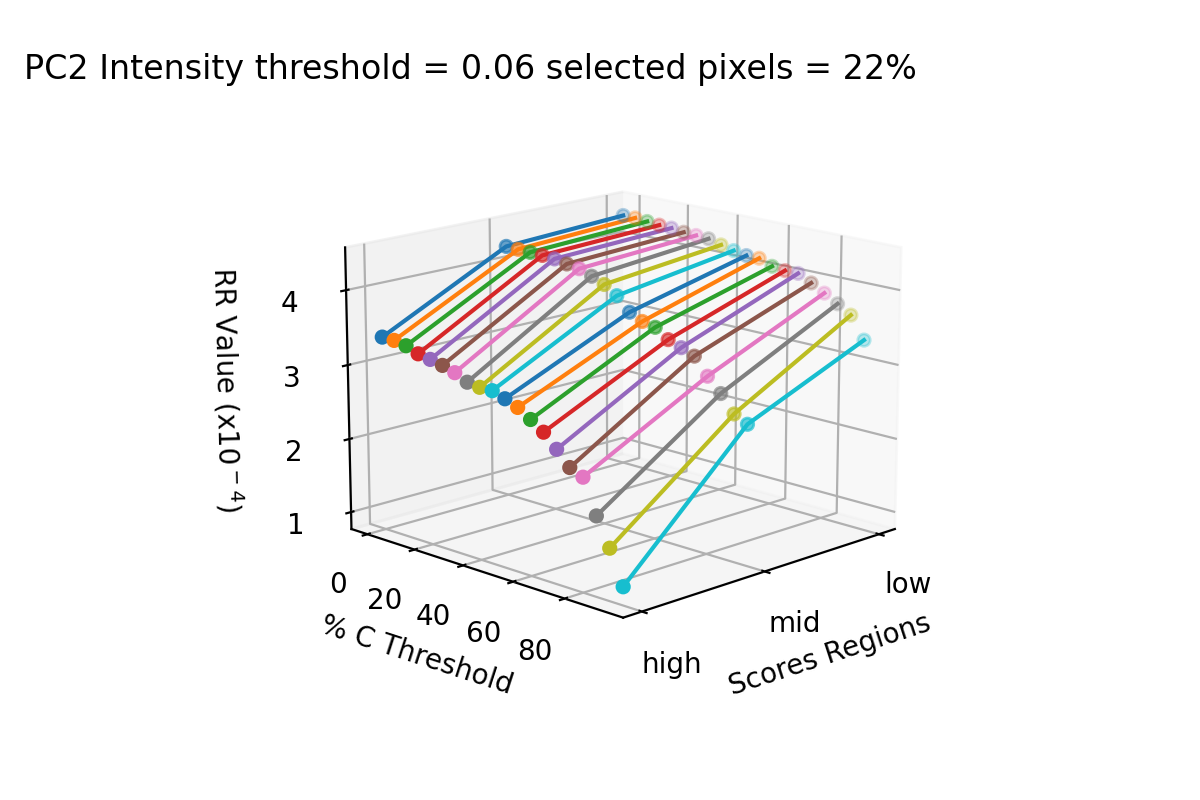 PC2 Intensity threshold = 0.06 selected pixels = 22%
RR Value (x10⁻⁴)
4
3
2
1
0
20
40
60
80
% C Threshold
high
mid
low
Scores Regions